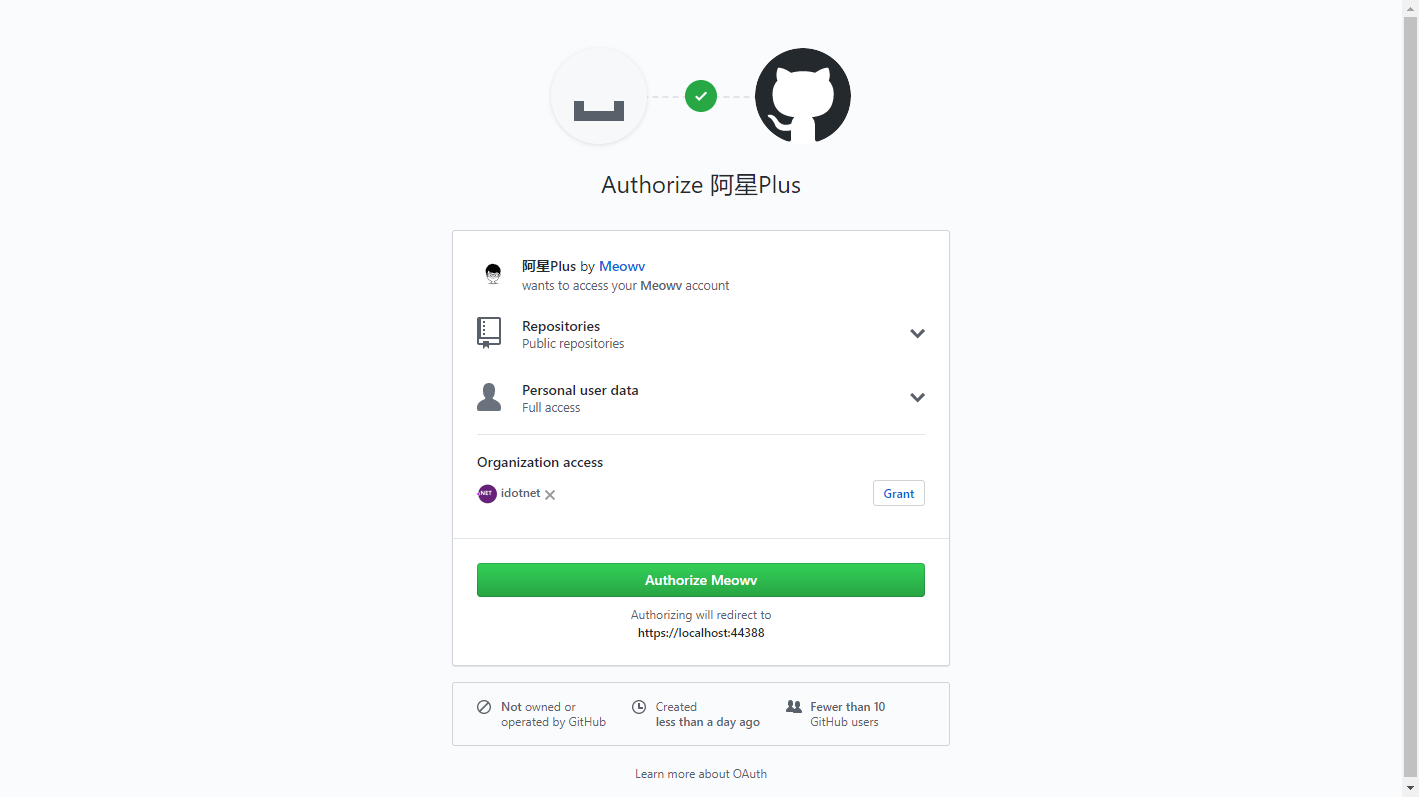 Authorize 阿星Plus
阿星Plus by Meowv
wants to access your Meowv account
Repositories
Public repositories
Personal user data
Full access
Organization access
NET idotnet
Grant
Authorize Meowv
Authorizing will redirect to
https://localhost:44388
Not owned or
operated by GitHub
Created
less than a day ago
Fewer than 10
GitHub users
Learn more about OAuth